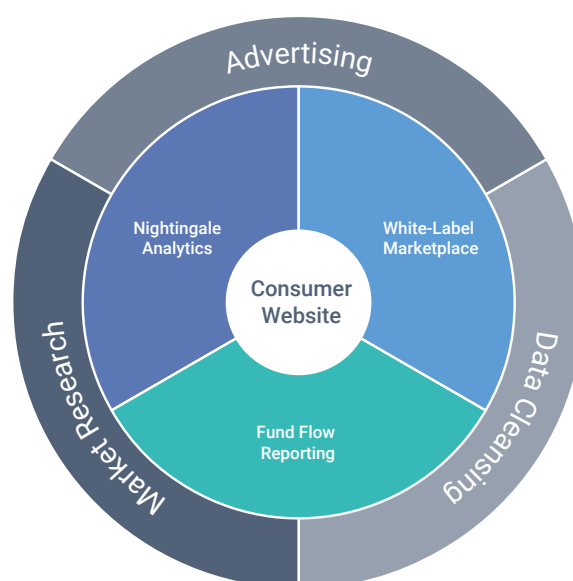 Advertising
Nightingale
Analytics
White-Label
Marketplace
Consumer
Website
Market Research
Data Cleansing
Fund Flow
Reporting